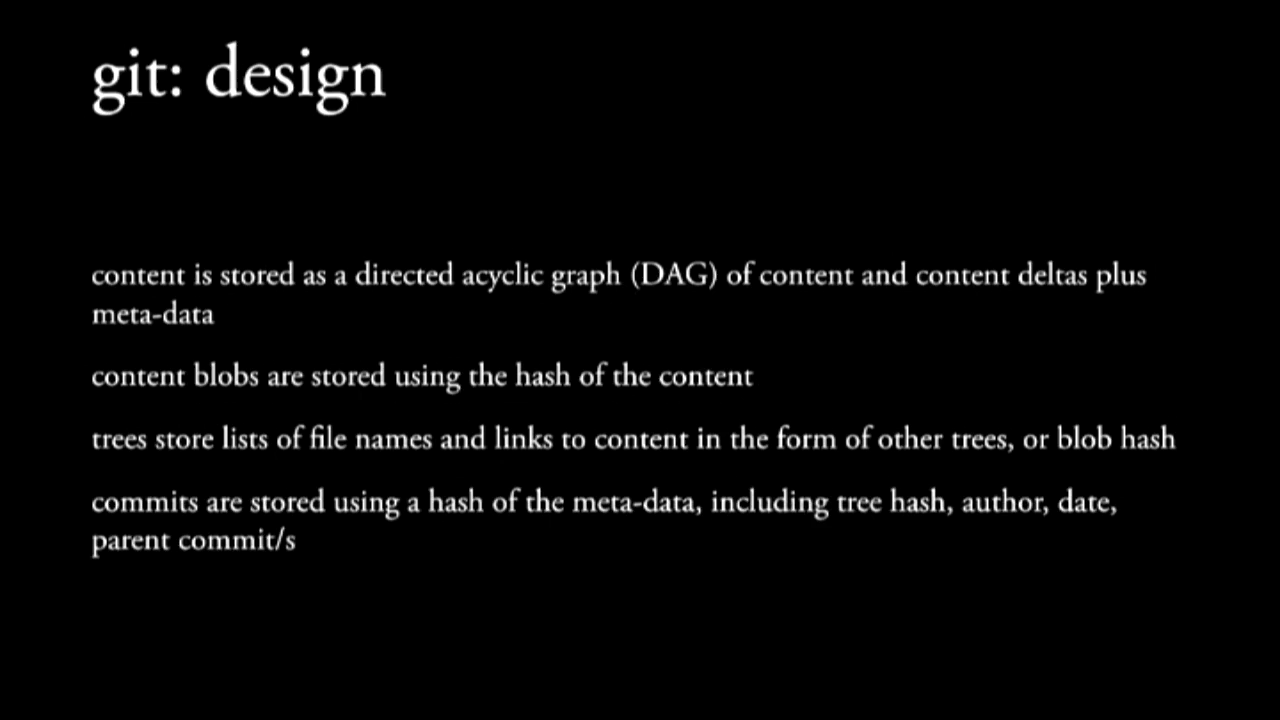 git: design
content is stored as a directed acyclic graph (DAG) of content and content deltas plus
meta-data
content blobs are stored using the hash of the content
trees store lists of file names and links to content in the form of other trees, or blob hash
commits are stored using a hash of the meta-data, including tree hash, author, date,
parent commit/s